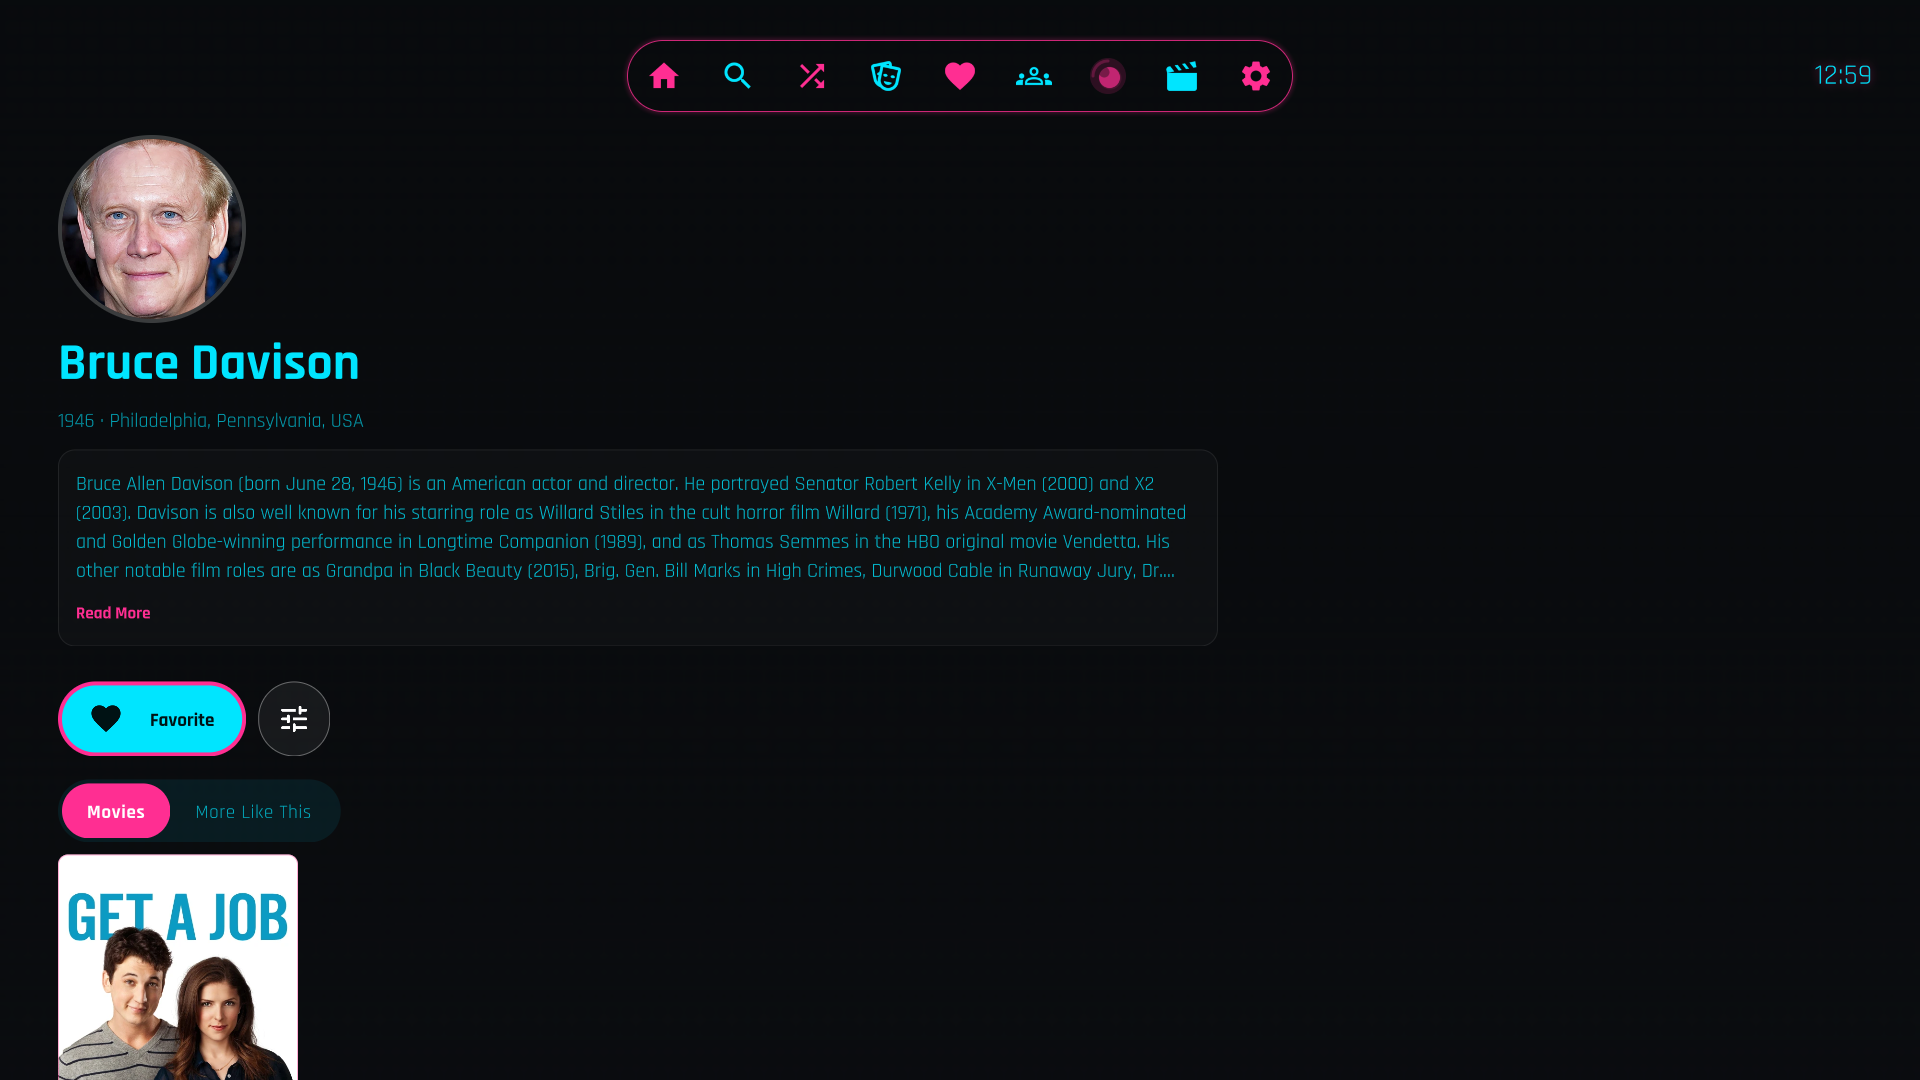 12:59
Bruce Davison
1946 · Philadelphia, Pennsylvania, USA
Bruce Allen Davison (born June 28, 1946) is an American actor and director. He portrayed Senator Robert Kelly in X-Men (2000) and X2
(2003). Davison is also well known for his starring role as Willard Stiles in the cult horror film Willard (1971), his Academy Award-nominated
and Golden Globe-winning performance in Longtime Companion (1989), and as Thomas Semmes in the HBO original movie Vendetta. His
other notable film roles are as Grandpa in Black Beauty (2015), Brig. Gen. Bill Marks in High Crimes, Durwood Cable in Runaway Jury, Dr....
Read More
Favorite
Movies
More Like This
GET A JOB